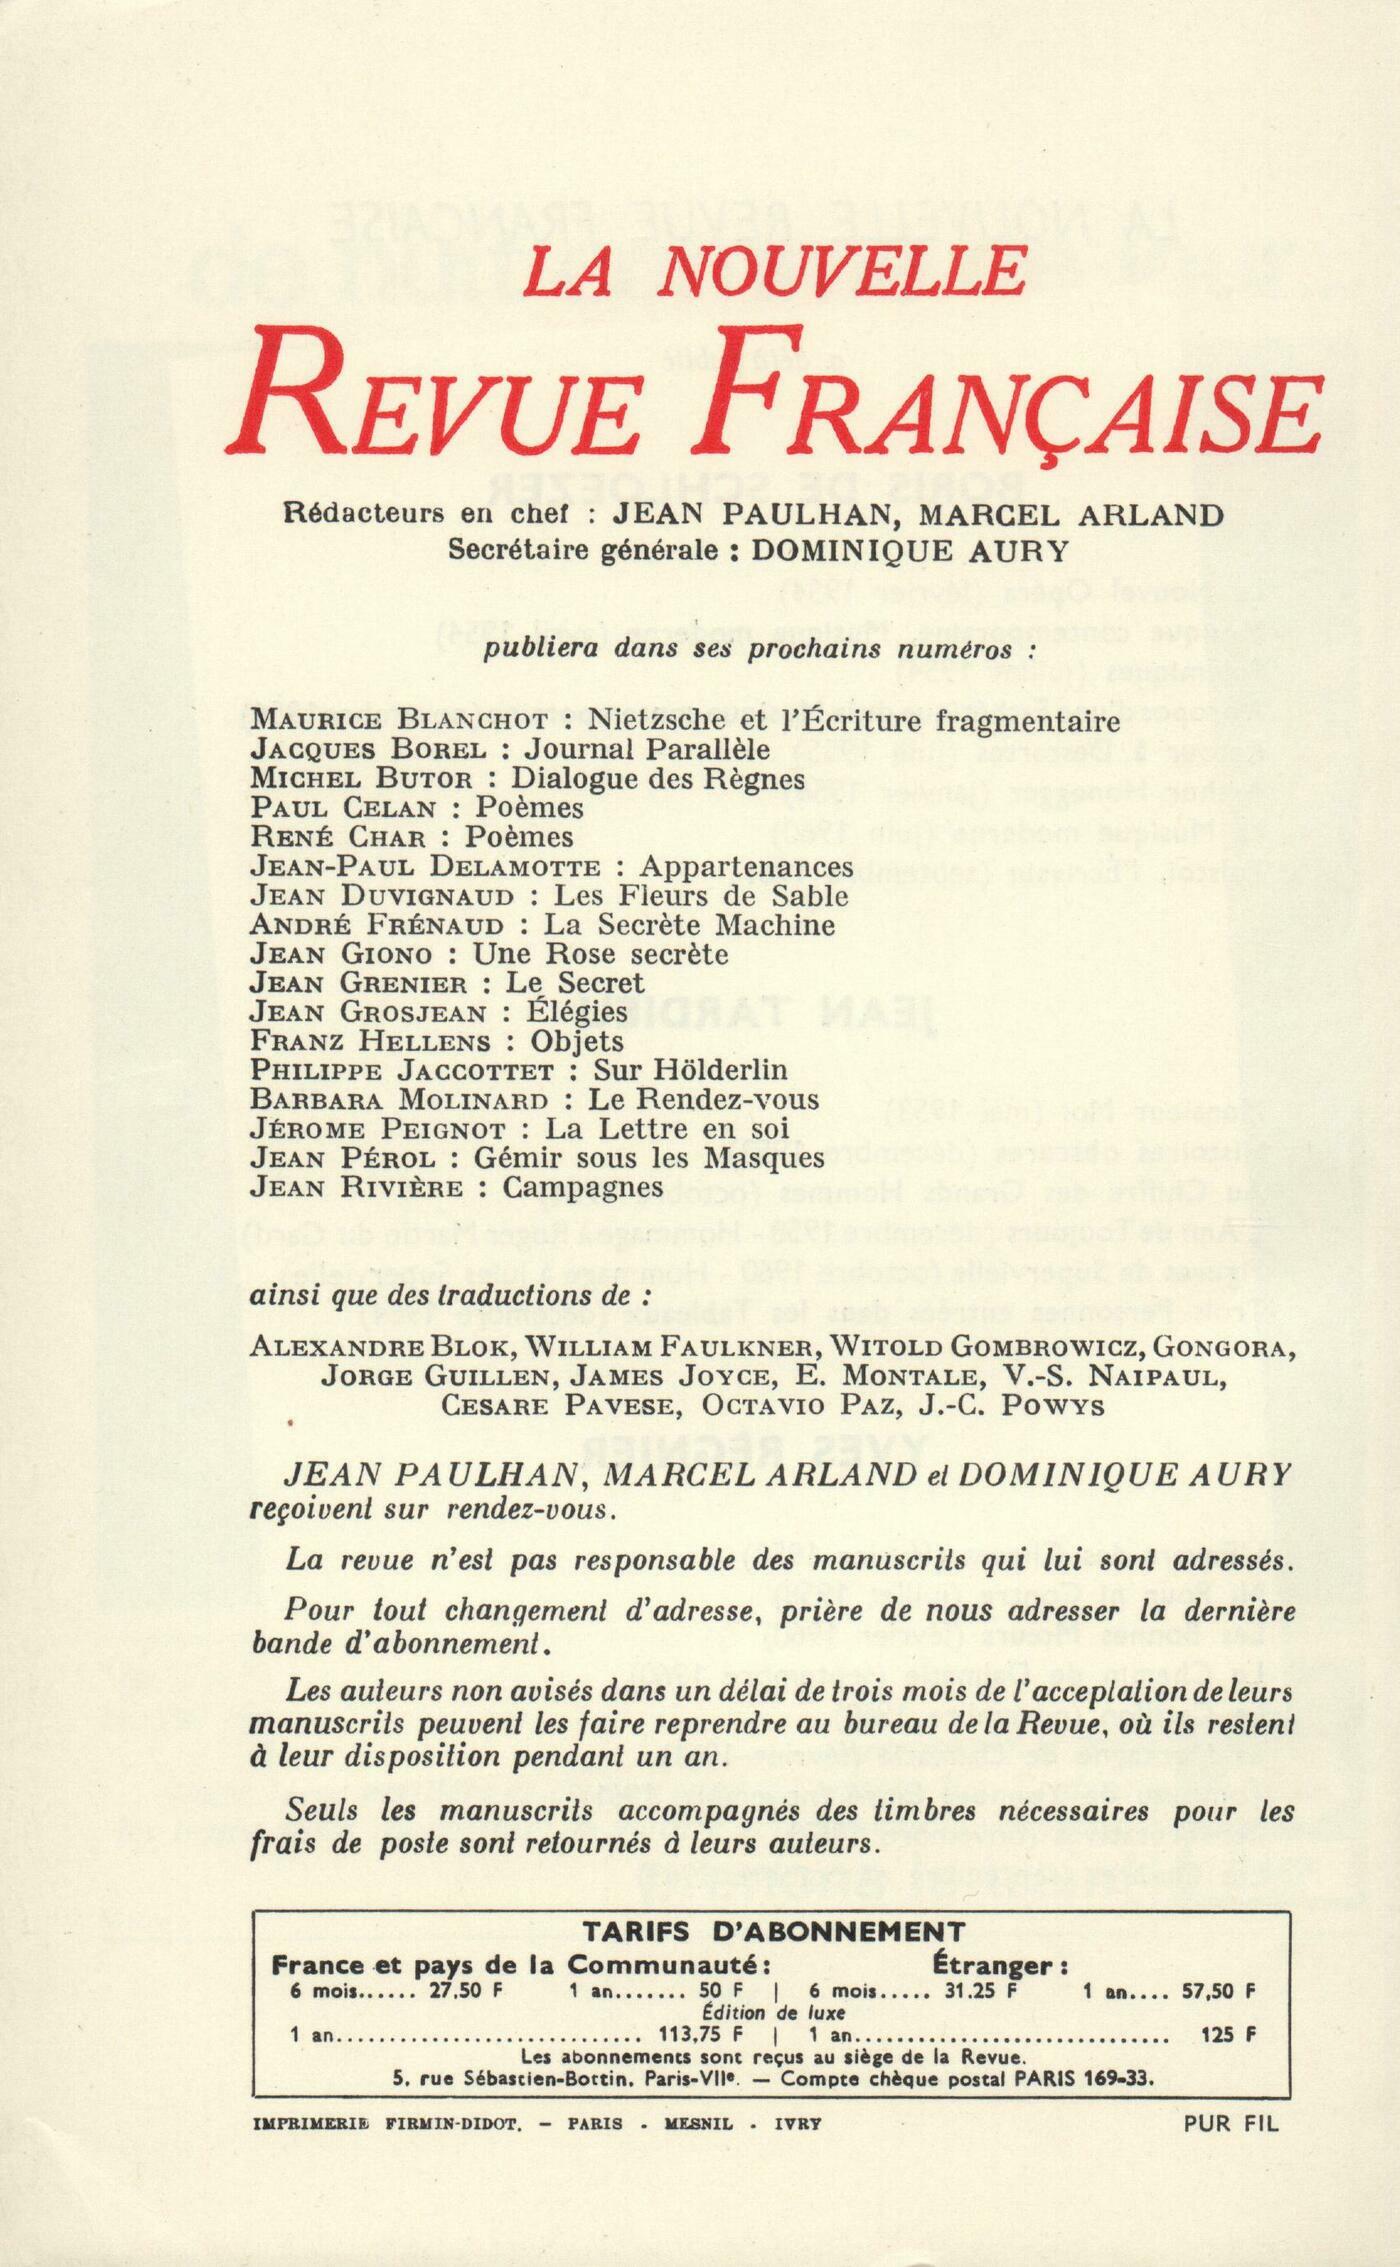 LA NOUVELLE
REVUE FRANÇAISE
Rédacteurs en chef : JEAN PAULHAN, MARCEL ARLAND
Secrétaire générale : DOMINIQUE AURY
publiera dans ses prochains numéros :
MAURICE BLANCHOT : Nietzsche et l'Écriture fragmentaire
JACQUES BOREL : Journal Parallèle
MICHEL BUTOR : Dialogue des Règnes
PAUL CELAN : Poèmes
RENÉ CHAR : Poèmes
JEAN-PAUL DELAMOTTE : Appartenances
JEAN DUVIGNAUD : Les Fleurs de Sable
ANDRÉ FRÉNAUD : La Secrète Machine
JEAN GIONO : Une Rose secrète
JEAN GRENIER : Le Secret
JEAN GROSJEAN : Élégies
FRANZ HELLENS : Objets
PHILIPPE JACCOTTET : Sur Hölderlin
BARBARA MOLINARD : Le Rendez-vous
JÉROME PEIGNOT : La Lettre en soi
JEAN PÉROL : Gémir sous les Masques
JEAN RIVIÈRE : Campagnes
ainsi que des traductions de :
ALEXANDRE BLOK, WILLIAM FAULKNER, WITOLD GOMBROWICZ, GONGORA,
JORGE GUILLEN, JAMES JOYCE, E. MONTALE, V.-S. NAIPAUL,
CESARE PAVESE, OCTAVIO PAZ, J.-C. POWYS
JEAN PAULHAN, MARCEL ARLAND et DOMINIQUE AURY
reçoivent sur rendez-vous.
La revue n'est pas responsable des manuscrits qui lui sont adressés.
Pour tout changement d'adresse, prière de nous adresser la dernière
bande d'abonnement.
Les auteurs non avisés dans un délai de trois mois de l'acceptation de leurs
manuscrits peuvent les faire reprendre au bureau de la Revue, où ils restent
à leur disposition pendant un an.
Seuls les manuscrits accompagnés des timbres nécessaires pour les
frais de poste sont retournés à leurs auteurs.
TARIFS D'ABONNEMENT
France et pays de la Communauté : Étranger :
6 mois...... 27.50 F 1 an....... 50 F | 6 mois..... 31.25 F 1 an.... 57,50 F
Édition de luxe
1 an............................. 113,75 F | 1 an.............................. 125 F
Les abonnements sont reçus au siège de la Revue.
5, rue Sébastien-Bottin. Paris-VIIe. — Compte chèque postal PARIS 169-33.
IMPRIMERIE FIRMIN-DIDOT. — PARIS - MESNIL - IVRY PUR FIL